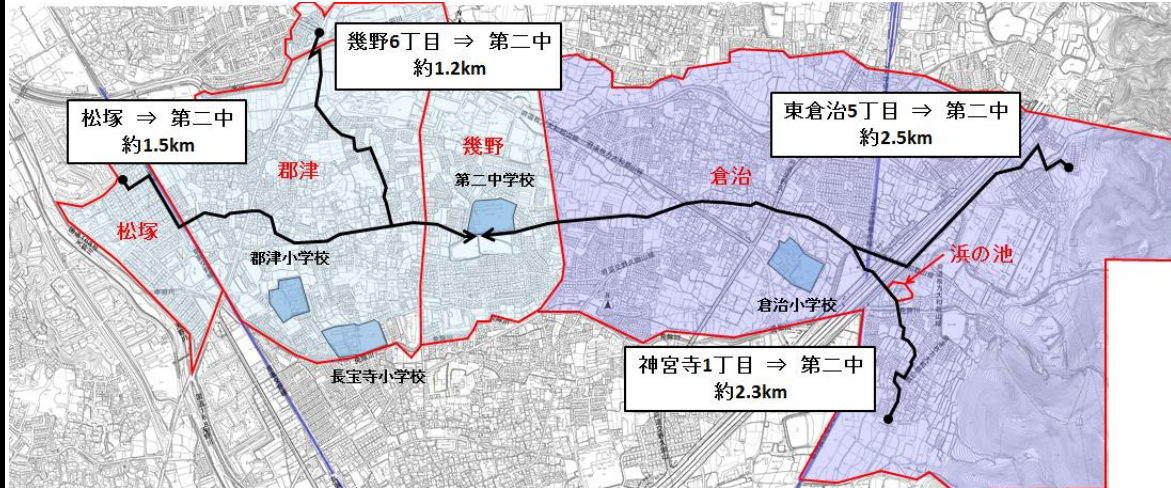 幾野6丁目 ⇒ 第二中
約1.2km
松塚 ⇒ 第二中
約1.5km
東倉治5丁目 ⇒ 第二中
約2.5km
幾野
郡津
第二中学校
倉治
松塚
郡津小学校
浜の池
倉治小学校
長宝寺小学校
神宮寺1丁目 ⇒ 第二中
約2.3km